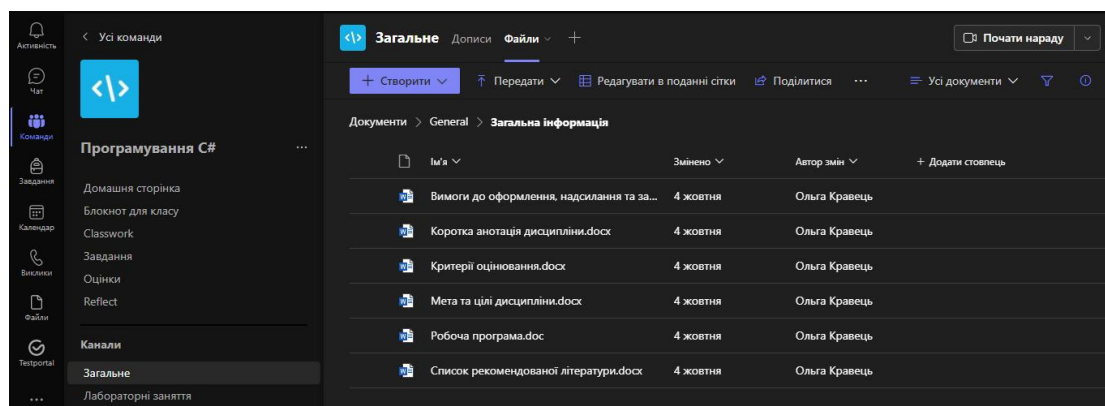 Активність
Чат
Команди
Завдання
Календар
Виклики
Файли
Testportal
...
< Усі команди
Програмування C# ...
Домашня сторінка
Блокнот для класу
Classwork
Завдання
Оцінки
Reflect
Канали
Загальне
Лабораторні заняття
Загальне Дописи Файли +
Почати нараду
+ Створити Передати Редагувати в поданні сітки Поділитися ... Усі документи
Документи > General > Загальна інформація
Ім'я Змінено Автор змін + Додати стовпець
Вимоги до оформлення, надсилання та за... 4 жовтня Ольга Кравець
Коротка анотація дисципліни.docx 4 жовтня Ольга Кравець
Критерії оцінювання.docx 4 жовтня Ольга Кравець
Мета та цілі дисципліни.docx 4 жовтня Ольга Кравець
Робоча програма.doc 4 жовтня Ольга Кравець
Список рекомендованої літератури.docx 4 жовтня Ольга Кравець